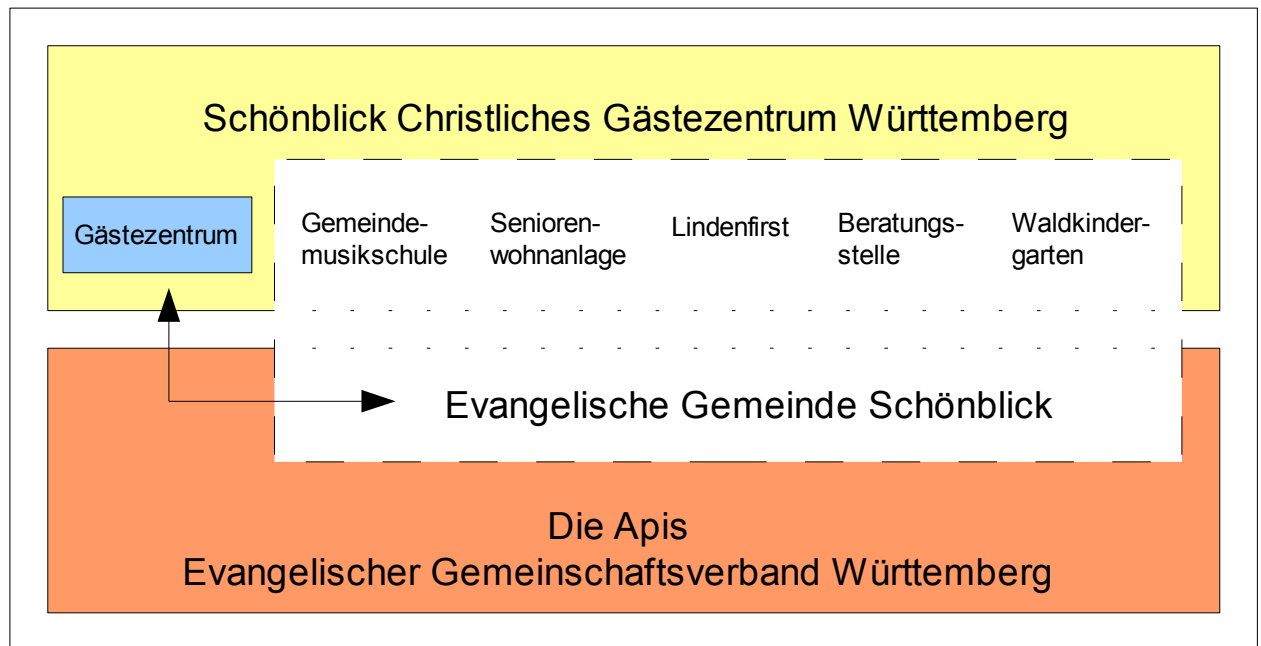 Schönblick Christliches Gästezentrum Württemberg
Gästezentrum
Gemeinde-
musikschule
Senioren-
wohnanlage
Lindenfirst
Beratungs-
stelle
Waldkinder-
garten
Evangelische Gemeinde Schönblick
Die Apis
Evangelischer Gemeinschaftsverband Württemberg